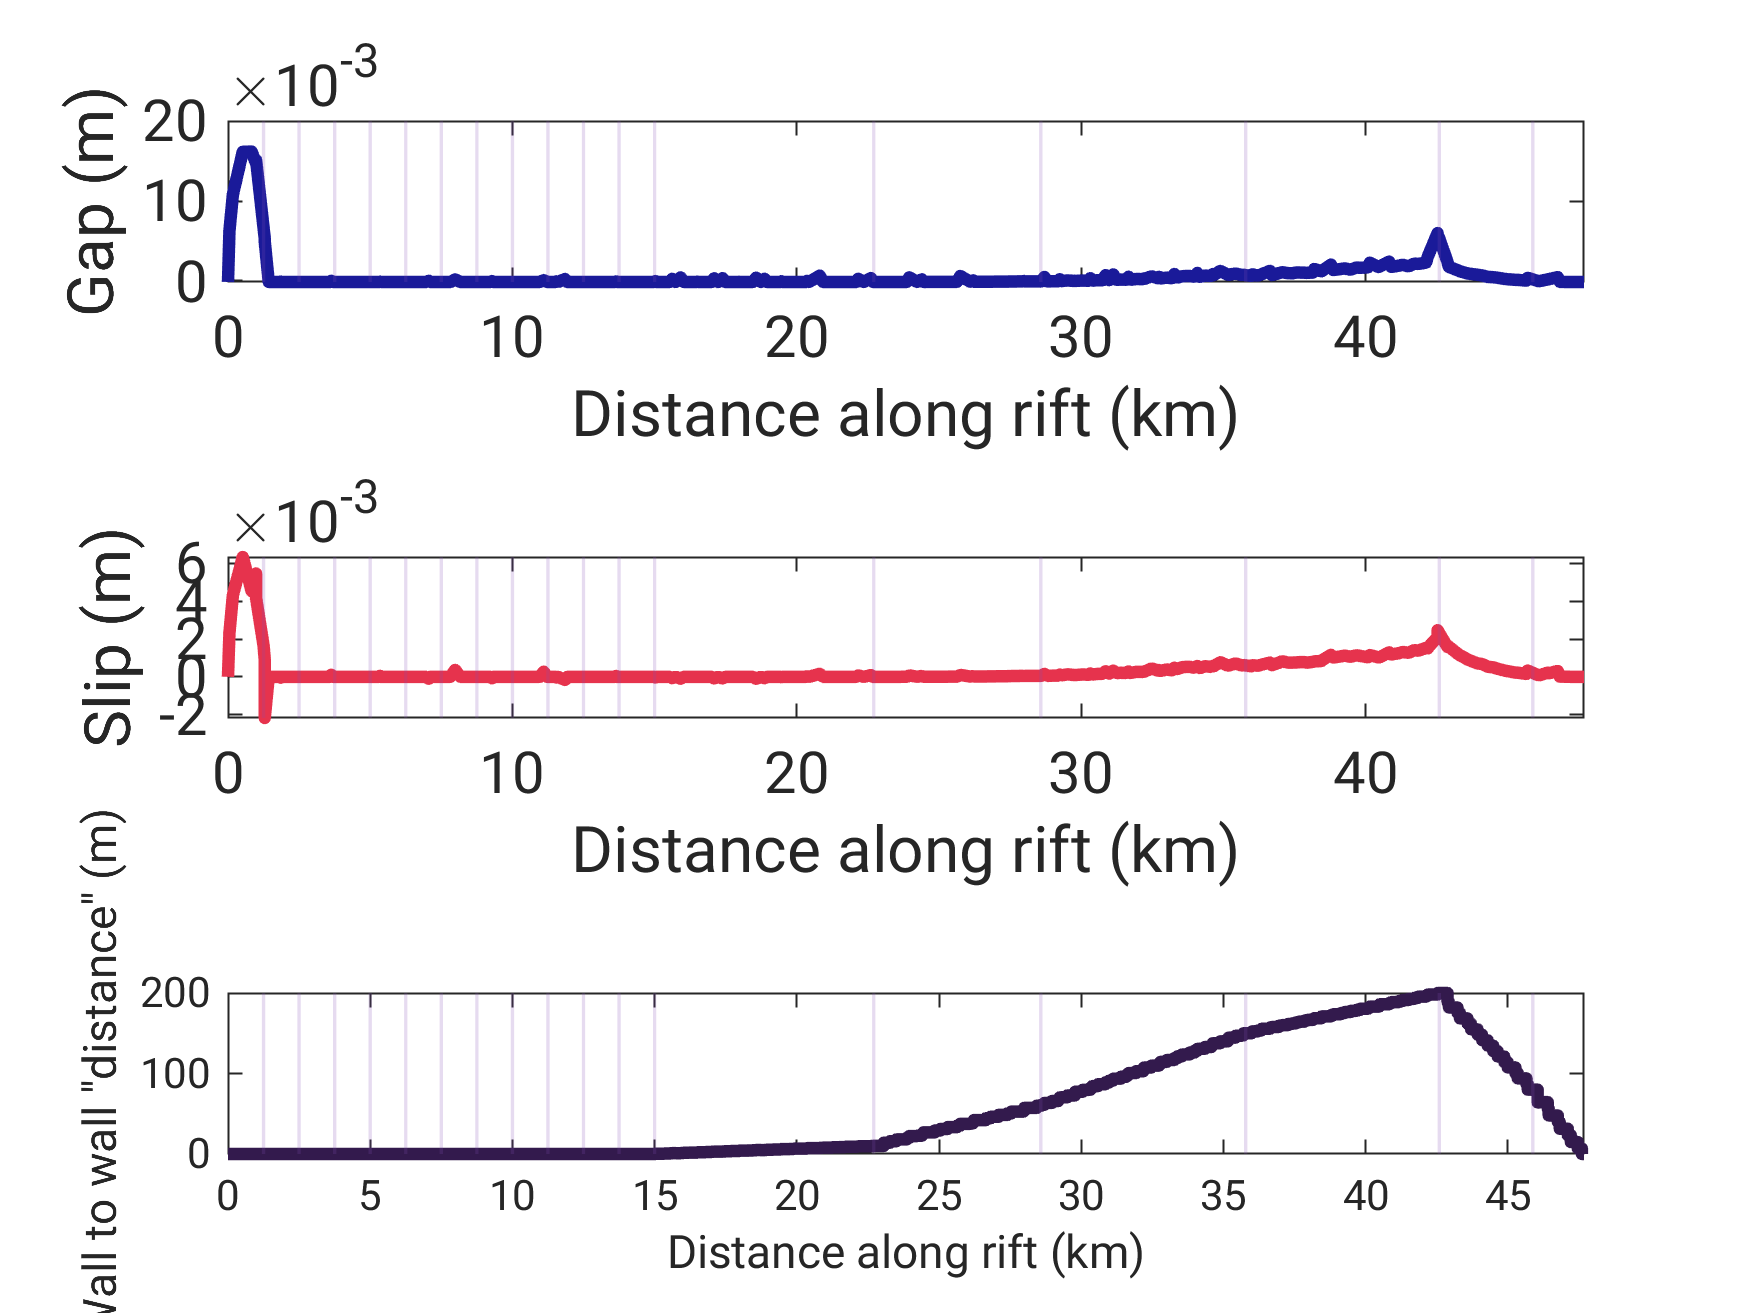 ×10-3
Gap (m)
20
10
0
0 10 20 30 40
Distance along rift (km)
×10-3
Slip (m)
6
4
2
0
-2
0 10 20 30 40
Distance along rift (km)
Wall to wall "distance" (m)
200
100
0
0 5 10 15 20 25 30 35 40 45
Distance along rift (km)